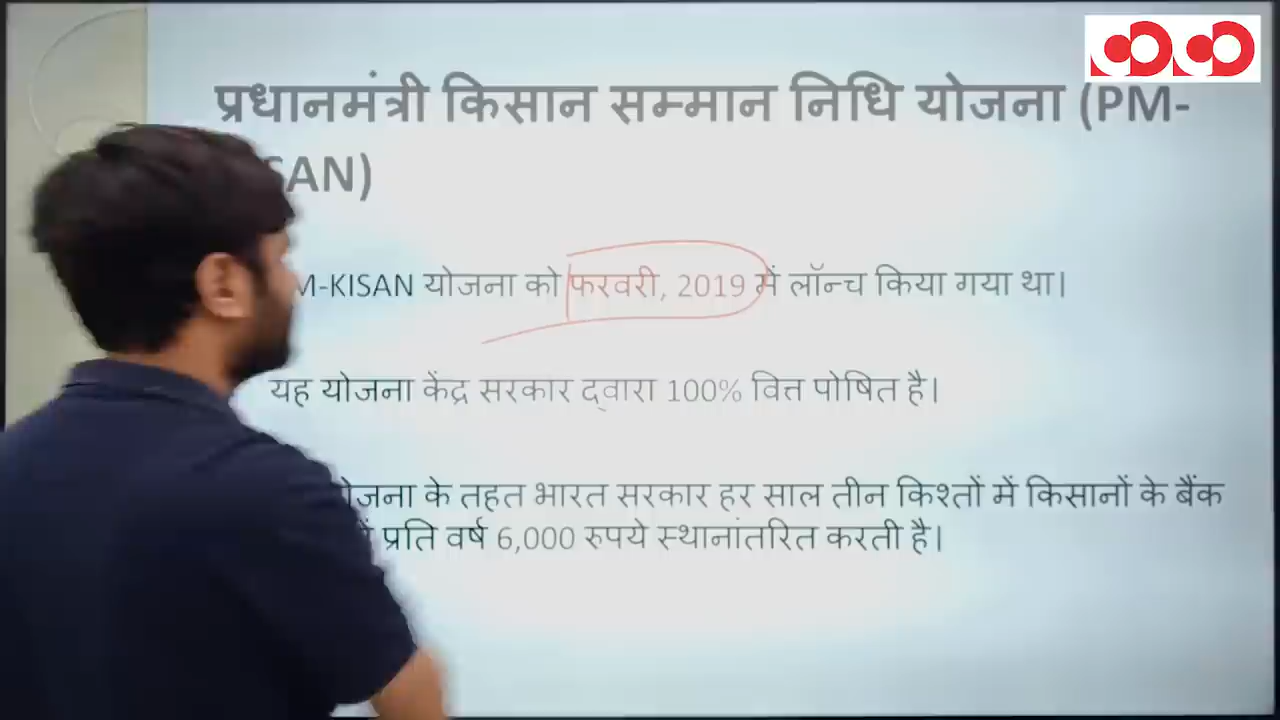 प्रधानमंत्री किसान सम्मान निधि योजना (PM-
SAN)
M-KISAN योजना को फरवरी, 2019 में लॉन्च किया गया था।
यह योजना केंद्र सरकार द्वारा 100% वित्त पोषित है।
के तहत भारत सरकार हर साल तीन किश्तों में किसानों के बैंक
प्रति वर्ष 6,000 रुपये स्थानांतरित करती है।